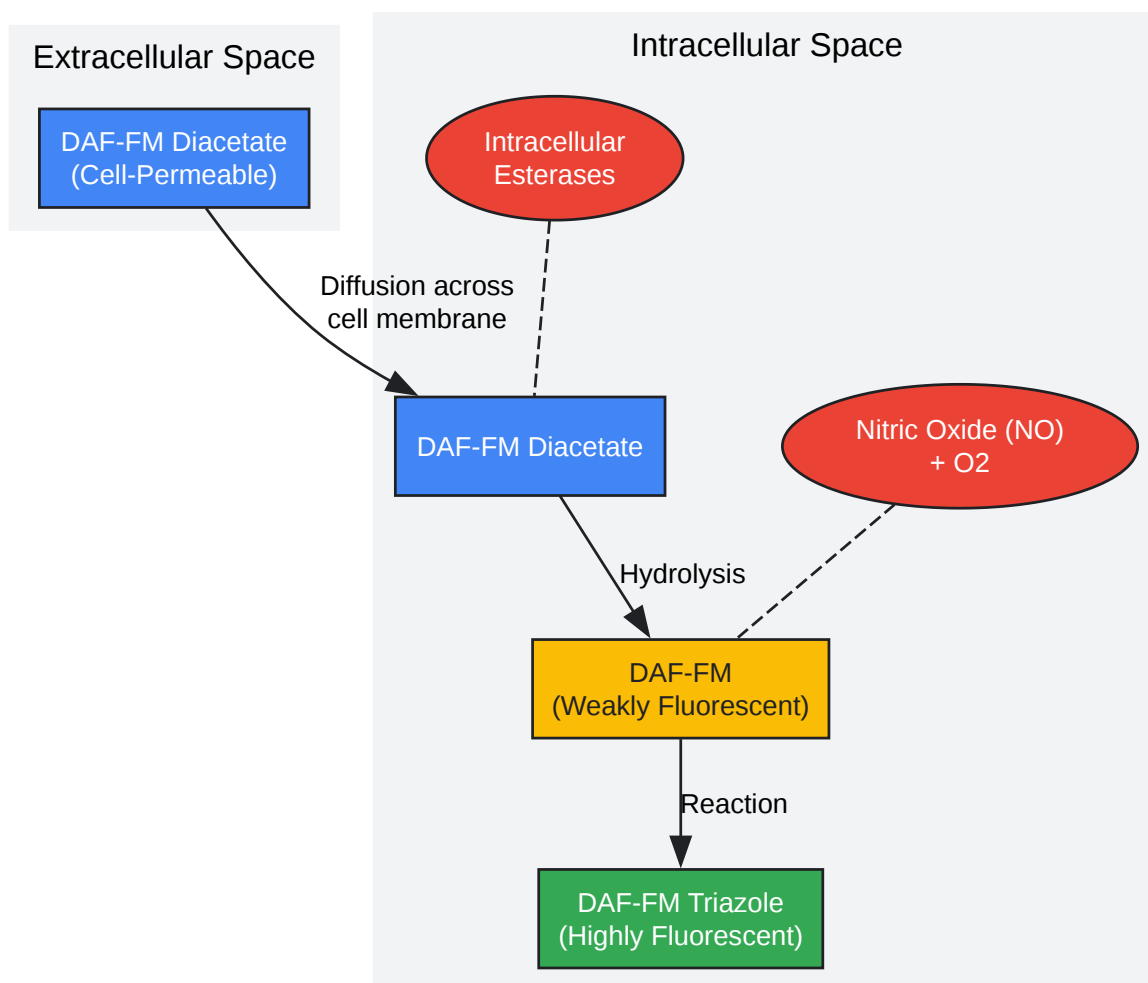 Extracellular Space
DAF-FM Diacetate
(Cell-Permeable)
Intracellular Space
Intracellular
Esterases
Diffusion across
cell membrane
DAF-FM Diacetate
Nitric Oxide (NO)
+ O2
Hydrolysis
DAF-FM
(Weakly Fluorescent)
Reaction
DAF-FM Triazole
(Highly Fluorescent)